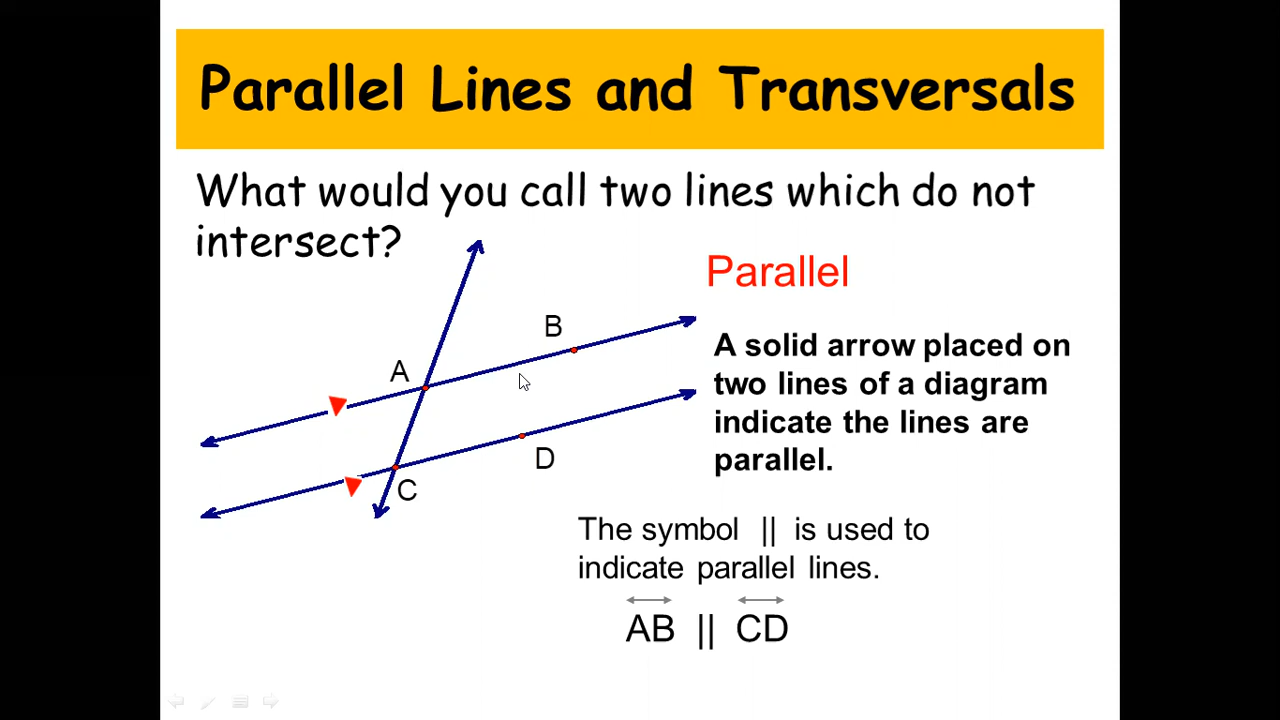 Parallel Lines and Transversals
What would you call two lines which do not
intersect?
Parallel
B
A
A solid arrow placed on
two lines of a diagram
indicate the lines are
parallel.
D
C
The symbol || is used to
indicate parallel lines.
AB || CD